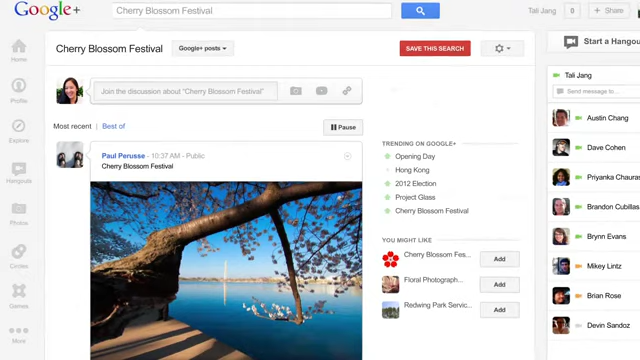 Google+
Cherry Blossom Festival
Tali Jang
0
+ Share
Cherry Blossom Festival
Google+ posts
SAVE THIS SEARCH
Start a Hangou
Home
Join the discussion about "Cherry Blossom Festival"
Tali Jang
Send message to...
Profile
Most recent
Best of
Pause
Austin Chang
Explore
Paul Perusse - 10:37 AM - Public
Cherry Blossom Festival
TRENDING ON GOOGLE+
Opening Day
Hong Kong
2012 Election
Project Glass
Cherry Blossom Festival
Dave Cohen
Hangouts
Priyanka Chauras
Photos
Brandon Cubillas
YOU MIGHT LIKE
Cherry Blossom Fes...
Add
Floral Photograph...
Add
Redwing Park Servic...
Add
Brynn Evans
Circles
Mikey Lintz
Games
Brian Rose
More
Devin Sandoz